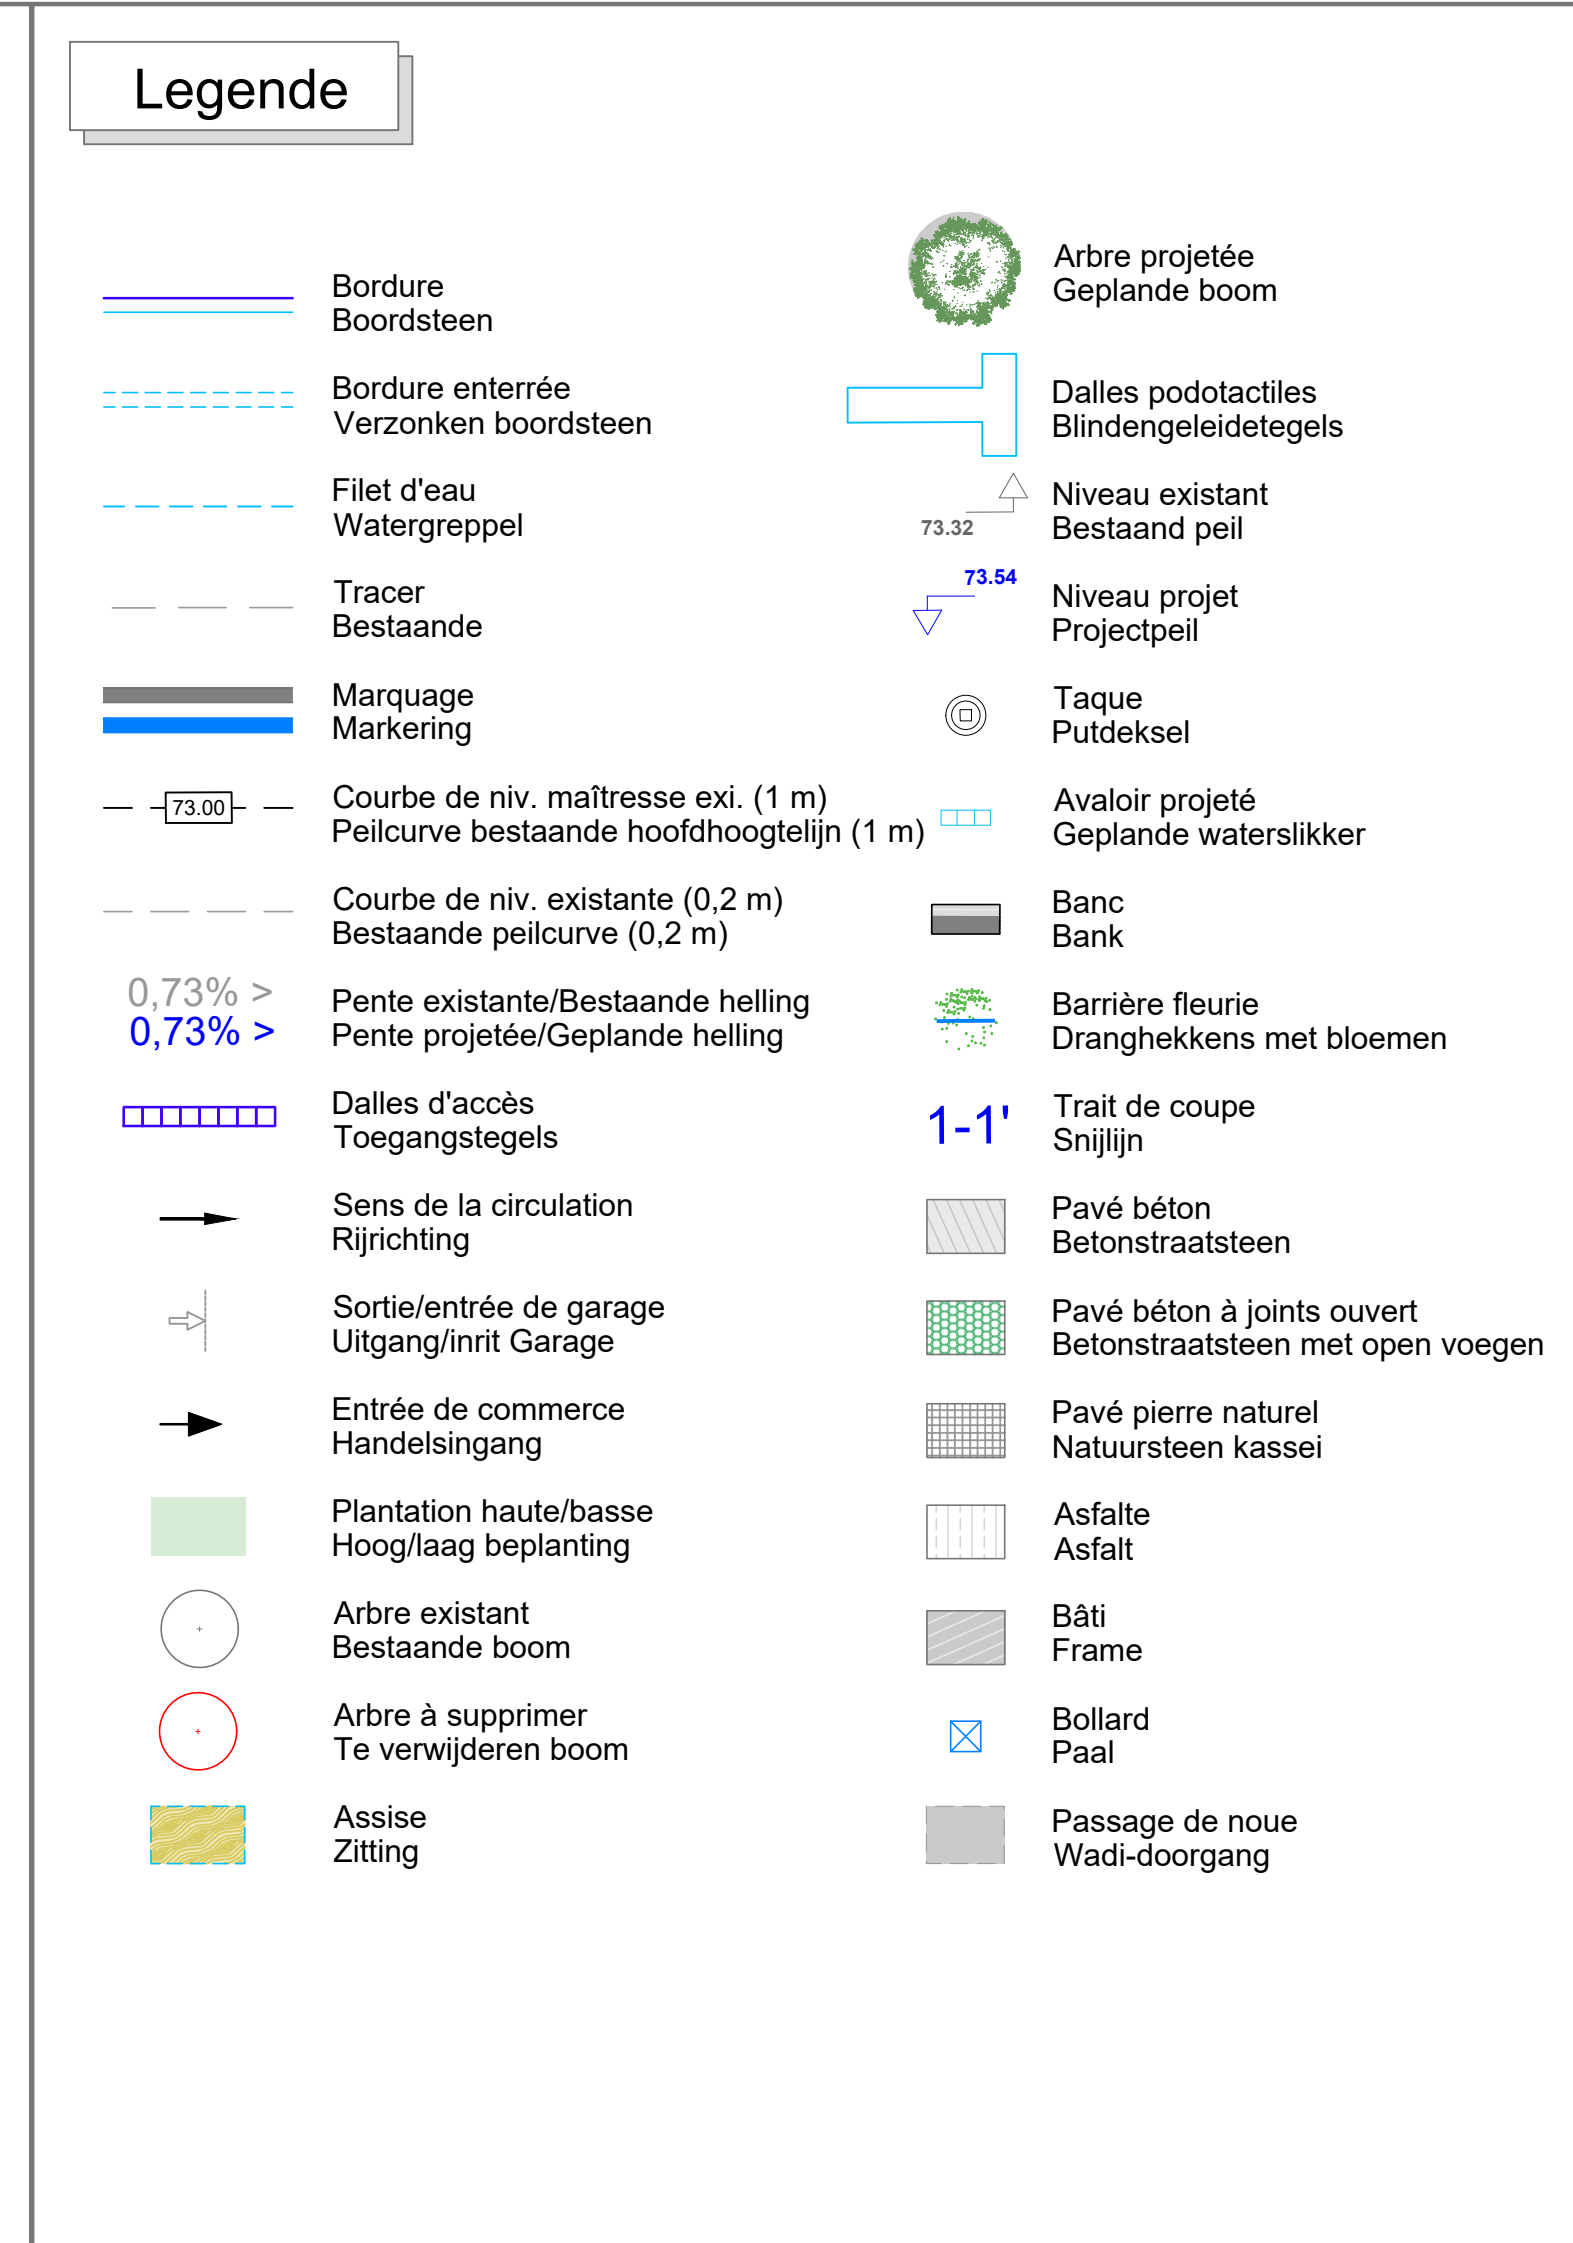 Legende
Bordure
Boordsteen
Bordure enterrée
Verzonken boordsteen
Filet d'eau
Watergreppel
Tracer
Bestaande
Marquage
Markering
73.00
Courbe de niv. maîtresse exi. (1 m)
Peilcurve bestaande hoofdhoogtelijn (1 m)
Courbe de niv. existante (0,2 m)
Bestaande peilcurve (0,2 m)
0,73% >
0,73% >
Pente existante/Bestaande helling
Pente projetée/Geplande helling
Dalles d'accès
Toegangstegels
Sens de la circulation
Rijrichting
Sortie/entrée de garage
Uitgang/inrit Garage
Entrée de commerce
Handelsingang
Plantation haute/basse
Hoog/laag beplanting
Arbre existant
Bestaande boom
Arbre à supprimer
Te verwijderen boom
Assise
Zitting
Arbre projetée
Geplande boom
Dalles podotactiles
Blindengeleidetegels
73.32
Niveau existant
Bestaand peil
73.54
Niveau projet
Projectpeil
Taque
Putdeksel
Avaloir projeté
Geplande waterslikker
Banc
Bank
Barrière fleurie
Dranghekkens met bloemen
1-1'
Trait de coupe
Snijlijn
Pavé béton
Betonstraatsteen
Pavé béton à joints ouvert
Betonstraatsteen met open voegen
Pavé pierre naturel
Natuursteen kassei
Asfalte
Asfalt
Bâti
Frame
Bollard
Paal
Passage de noue
Wadi-doorgang